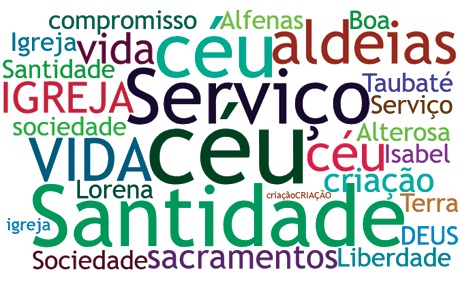 compromisso Alfenas Boa
Igreja vida céu aldeias
Santidade Taubaté
IGREJA Serviço Serviço
sociedade Alterosa
VIDA céu céu Isabel
Lorena criação
criaçãoCRIAÇÃO
Santidade Terra
igreja DEUS
Sociedade sacramentos Liberdade